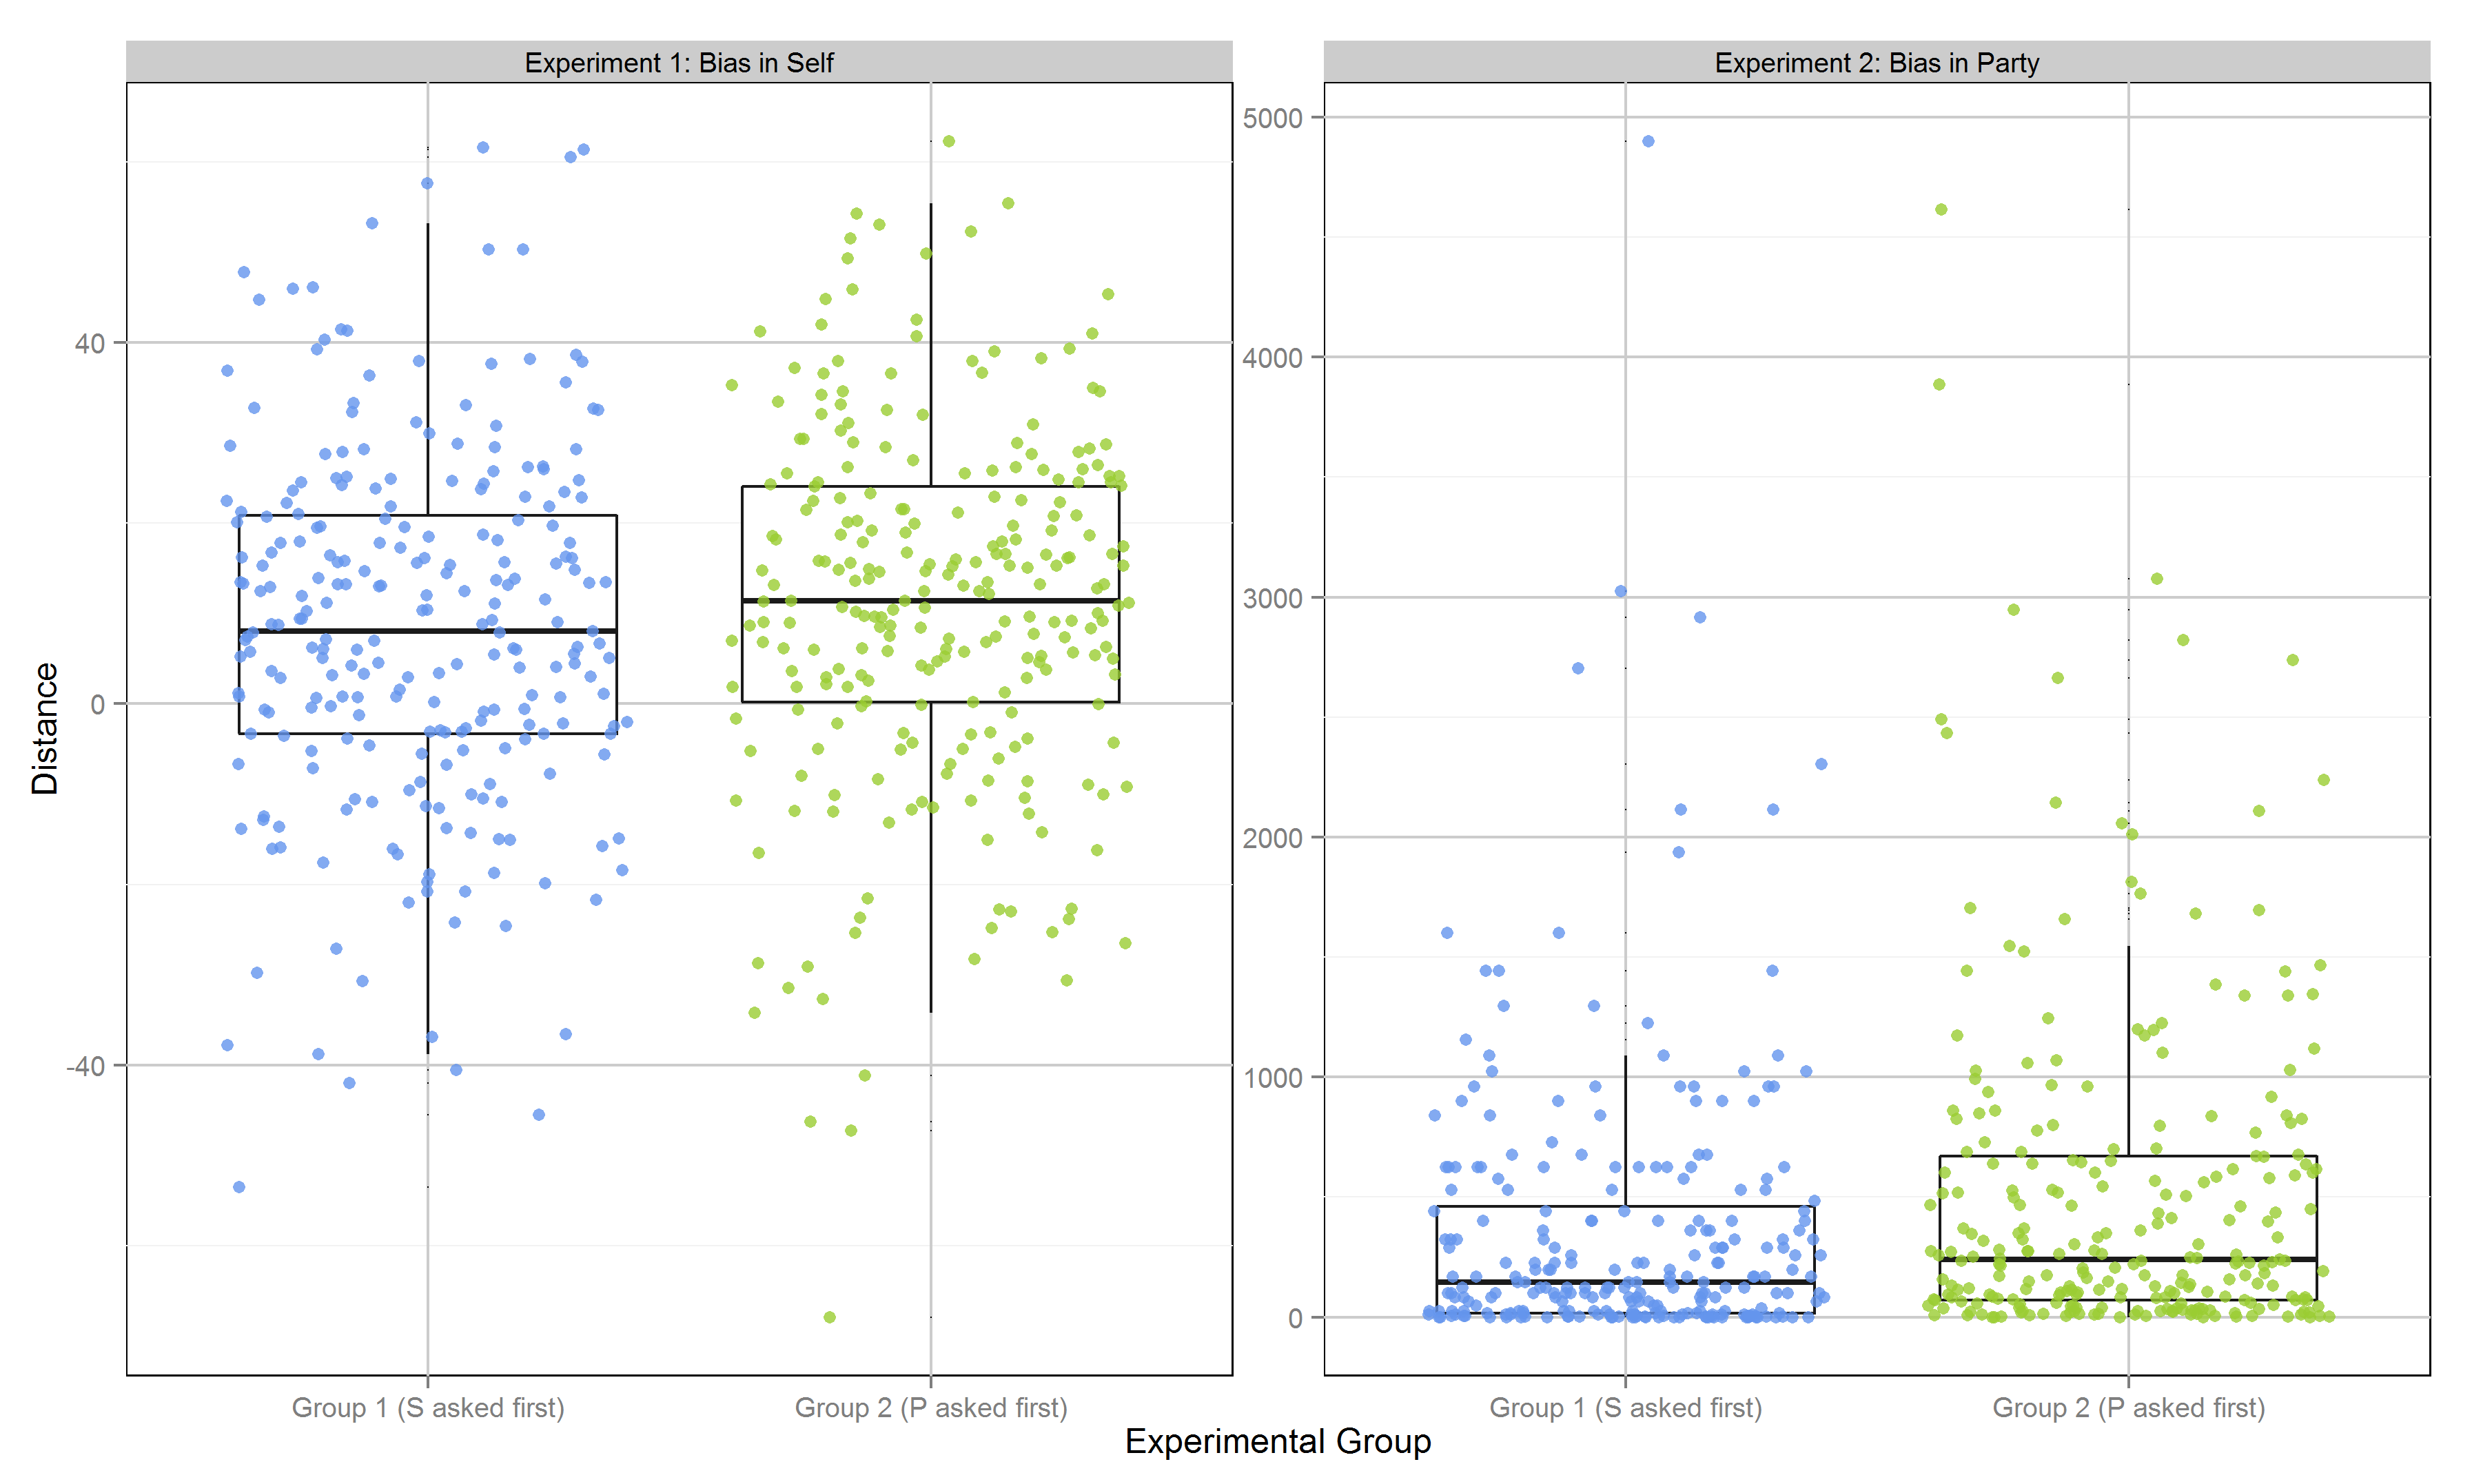 Experiment 1: Bias in Self
Experiment 2: Bias in Party
Distance
40
0
-40
5000
4000
3000
2000
1000
0
Group 1 (S asked first)
Group 2 (P asked first)
Group 1 (S asked first)
Group 2 (P asked first)
Experimental Group